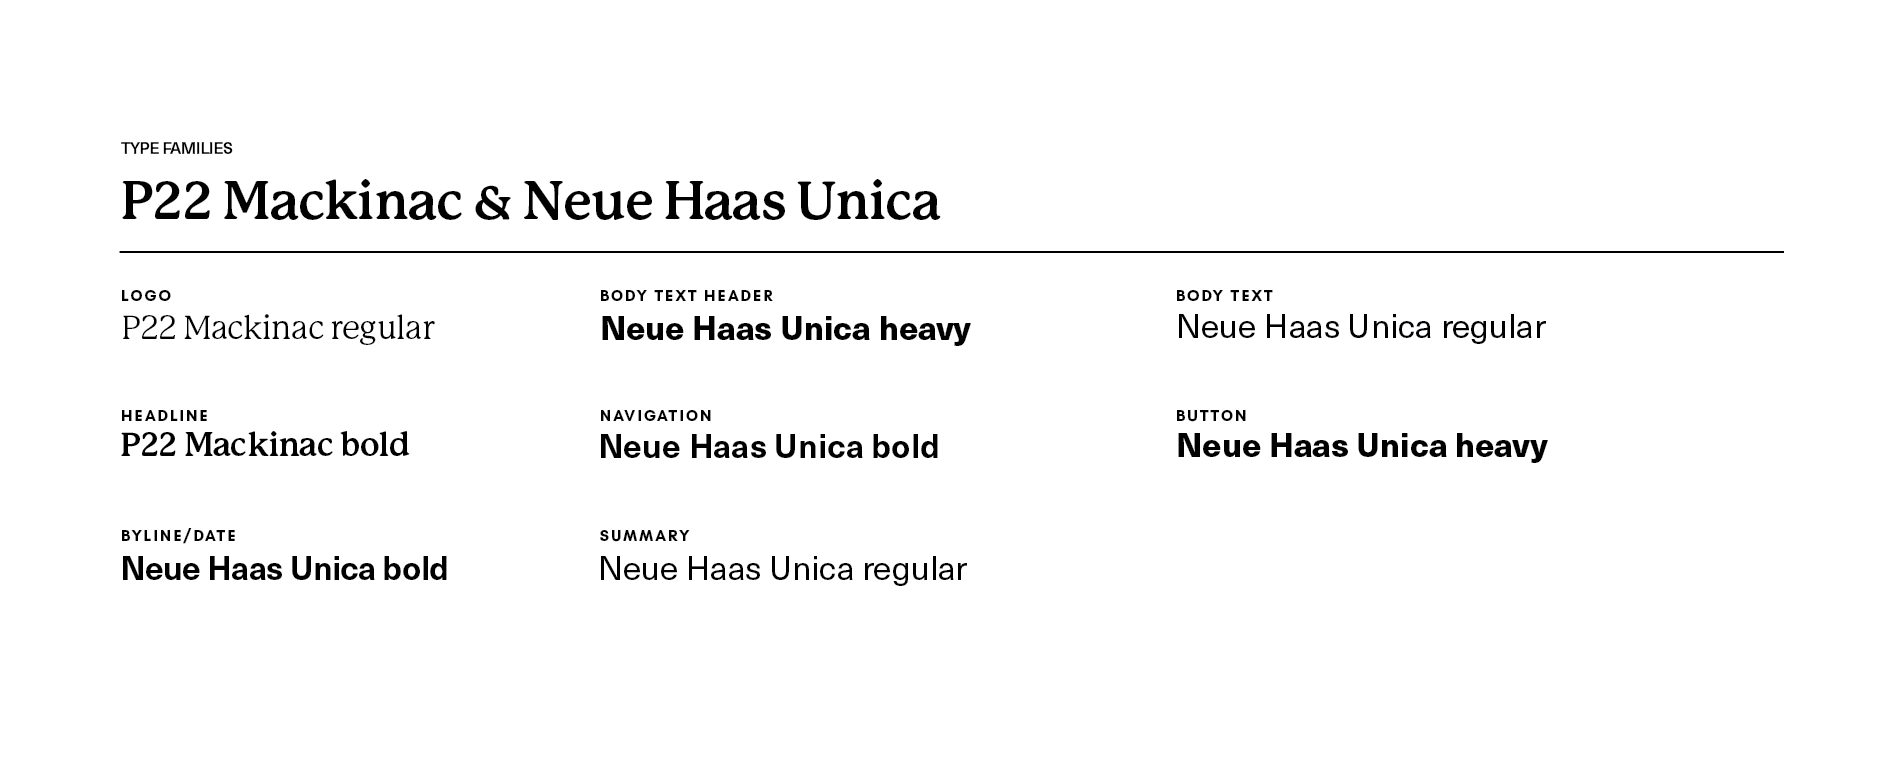 TYPE FAMILIES
P22 Mackinac & Neue Haas Unica
LOGO
P22 Mackinac regular
BODY TEXT HEADER
Neue Haas Unica heavy
BODY TEXT
Neue Haas Unica regular
HEADLINE
P22 Mackinac bold
NAVIGATION
Neue Haas Unica bold
BUTTON
Neue Haas Unica heavy
BYLINE/DATE
Neue Haas Unica bold
SUMMARY
Neue Haas Unica regular